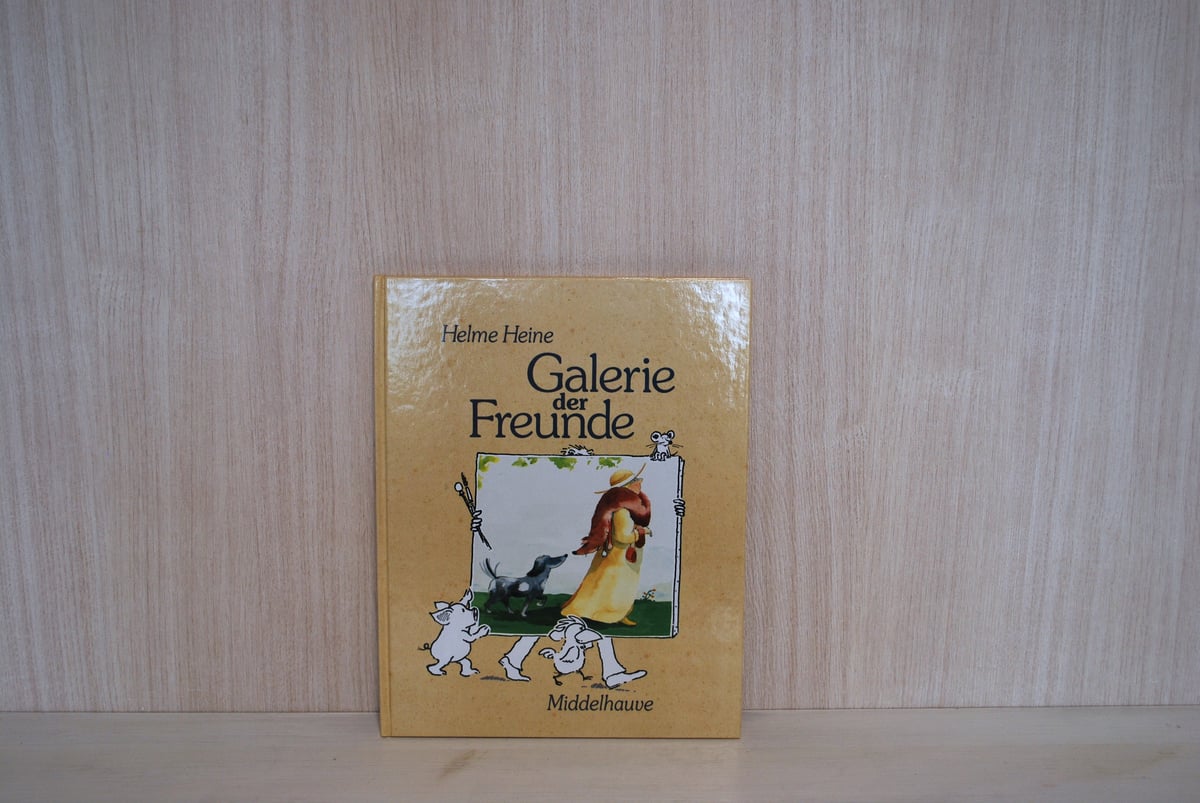 Helme Heine
Galerie
der
Freunde
Middelhauve